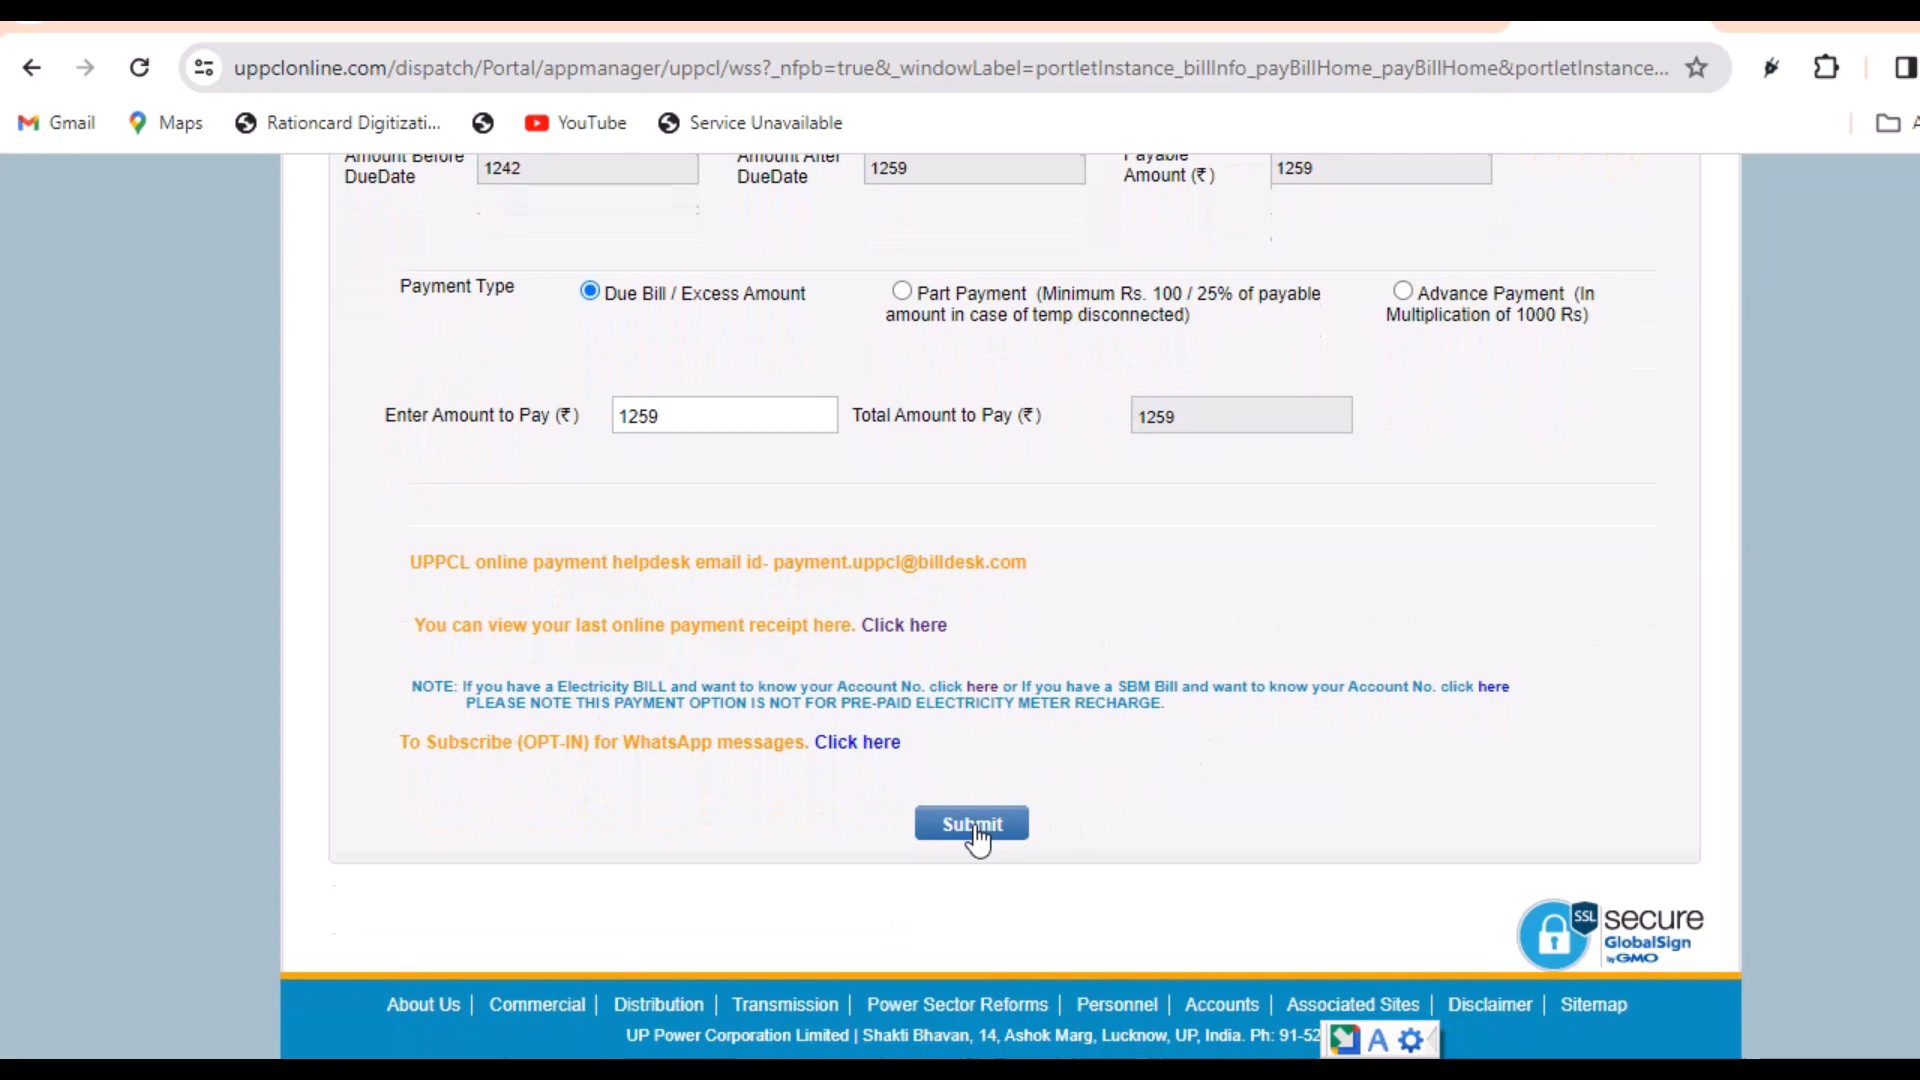 uppclonline.com/dispatch/Portal/appmanager/uppcl/wss?_nfpb=true&_windowLabel=portletInstance_billInfo_payBillHome_payBillHome&portletInstance...
Gmail Maps Rationcard Digitizati... YouTube Service Unavailable
Amount Before DueDate 1242 Amount After DueDate 1259 Payable Amount (₹) 1259
Payment Type Due Bill / Excess Amount Part Payment (Minimum Rs. 100 / 25% of payable Advance Payment (In
amount in case of temp disconnected) Multiplication of 1000 Rs)
Enter Amount to Pay (₹) 1259 Total Amount to Pay (₹) 1259
UPPCL online payment helpdesk email id- payment.uppcl@billdesk.com
You can view your last online payment receipt here. Click here
NOTE: If you have a Electricity BILL and want to know your Account No. click here or If you have a SBM Bill and want to know your Account No. click here
PLEASE NOTE THIS PAYMENT OPTION IS NOT FOR PRE-PAID ELECTRICITY METER RECHARGE.
To Subscribe (OPT-IN) for WhatsApp messages. Click here
Submit
SSL secure
GlobalSign
by GMO
About Us | Commercial | Distribution | Transmission | Power Sector Reforms | Personnel | Accounts | Associated Sites | Disclaimer | Sitemap
UP Power Corporation Limited | Shakti Bhavan, 14, Ashok Marg, Lucknow, UP, India. Ph: 91-52
A